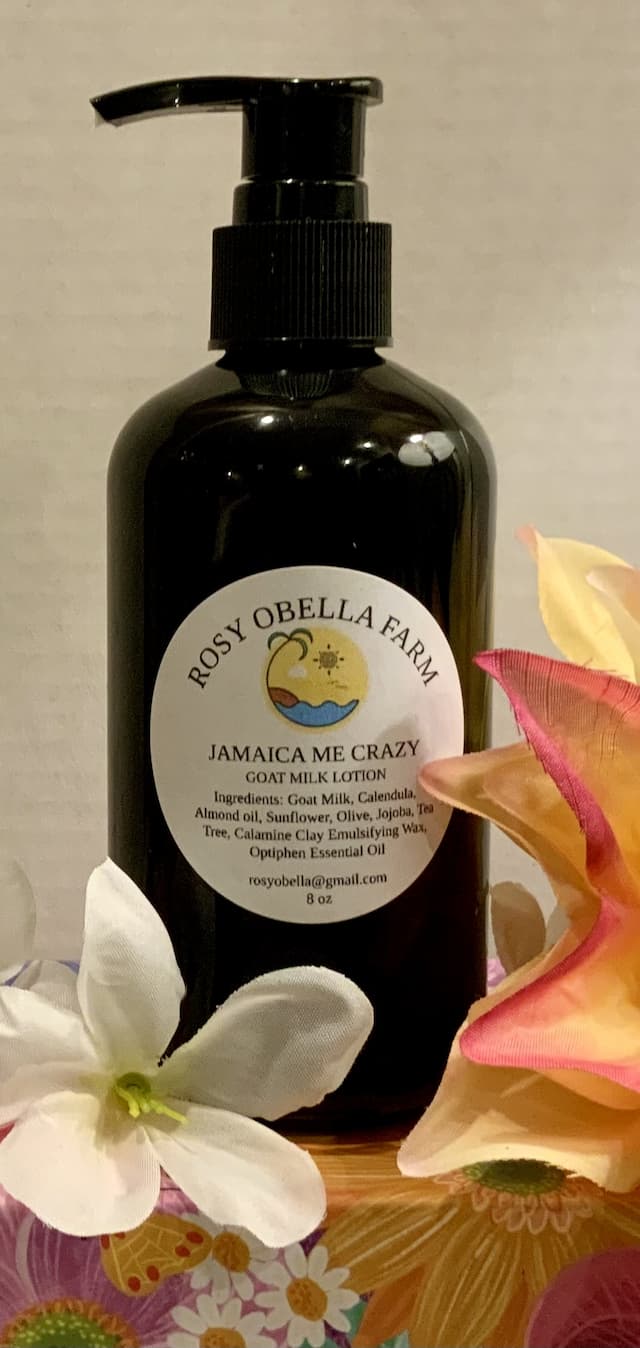 ROSY OBELLA FARM
JAMAICA ME CRAZY
GOAT MILK LOTION
Ingredients: Goat Milk, Calendula,
Almond oil, Sunflower, Olive, Jojoba, Tea
Tree, Calamine Clay Emulsifying Wax,
Optiphen Essential Oil
rosyobella@gmail.com
8 oz